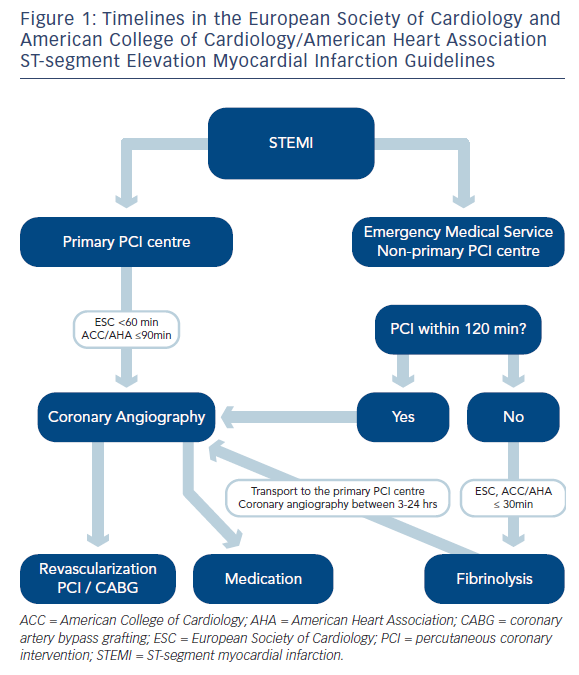 Figure 1: Timelines in the European Society of Cardiology and
American College of Cardiology/American Heart Association
ST-segment Elevation Myocardial Infarction Guidelines
STEMI
Primary PCI centre
Emergency Medical Service
Non-primary PCI centre
ESC <60 min
ACC/AHA ≤90min
PCI within 120 min?
Coronary Angiography
Yes
No
Transport to the primary PCI centre
Coronary angiography between 3-24 hrs
ESC, ACC/AHA
≤ 30min
Revascularization
PCI / CABG
Medication
Fibrinolysis
ACC = American College of Cardiology; AHA = American Heart Association; CABG = coronary
artery bypass grafting; ESC = European Society of Cardiology; PCI = percutaneous coronary
intervention; STEMI = ST-segment myocardial infarction.